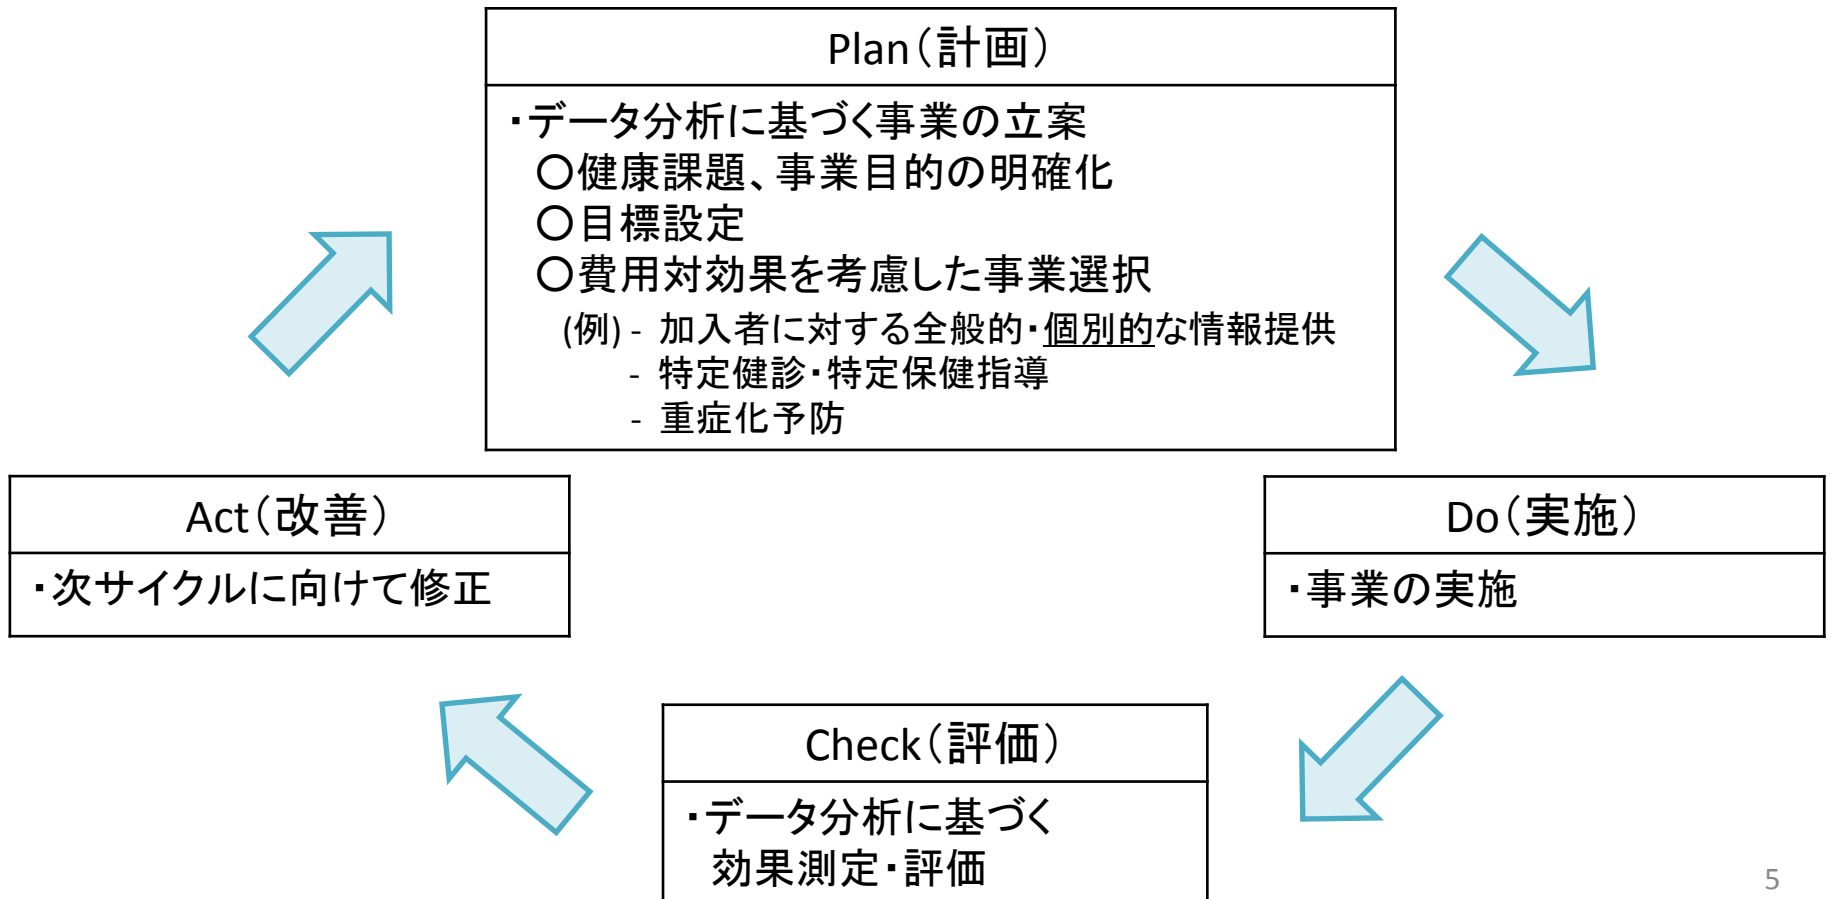 Plan（計画）
・データ分析に基づく事業の立案
○健康課題、事業目的の明確化
○目標設定
○費用対効果を考慮した事業選択
(例) - 加入者に対する全般的・個別的な情報提供
- 特定健診・特定保健指導
- 重症化予防
Act（改善）
・次サイクルに向けて修正
Do（実施）
・事業の実施
Check（評価）
・データ分析に基づく
効果測定・評価
5